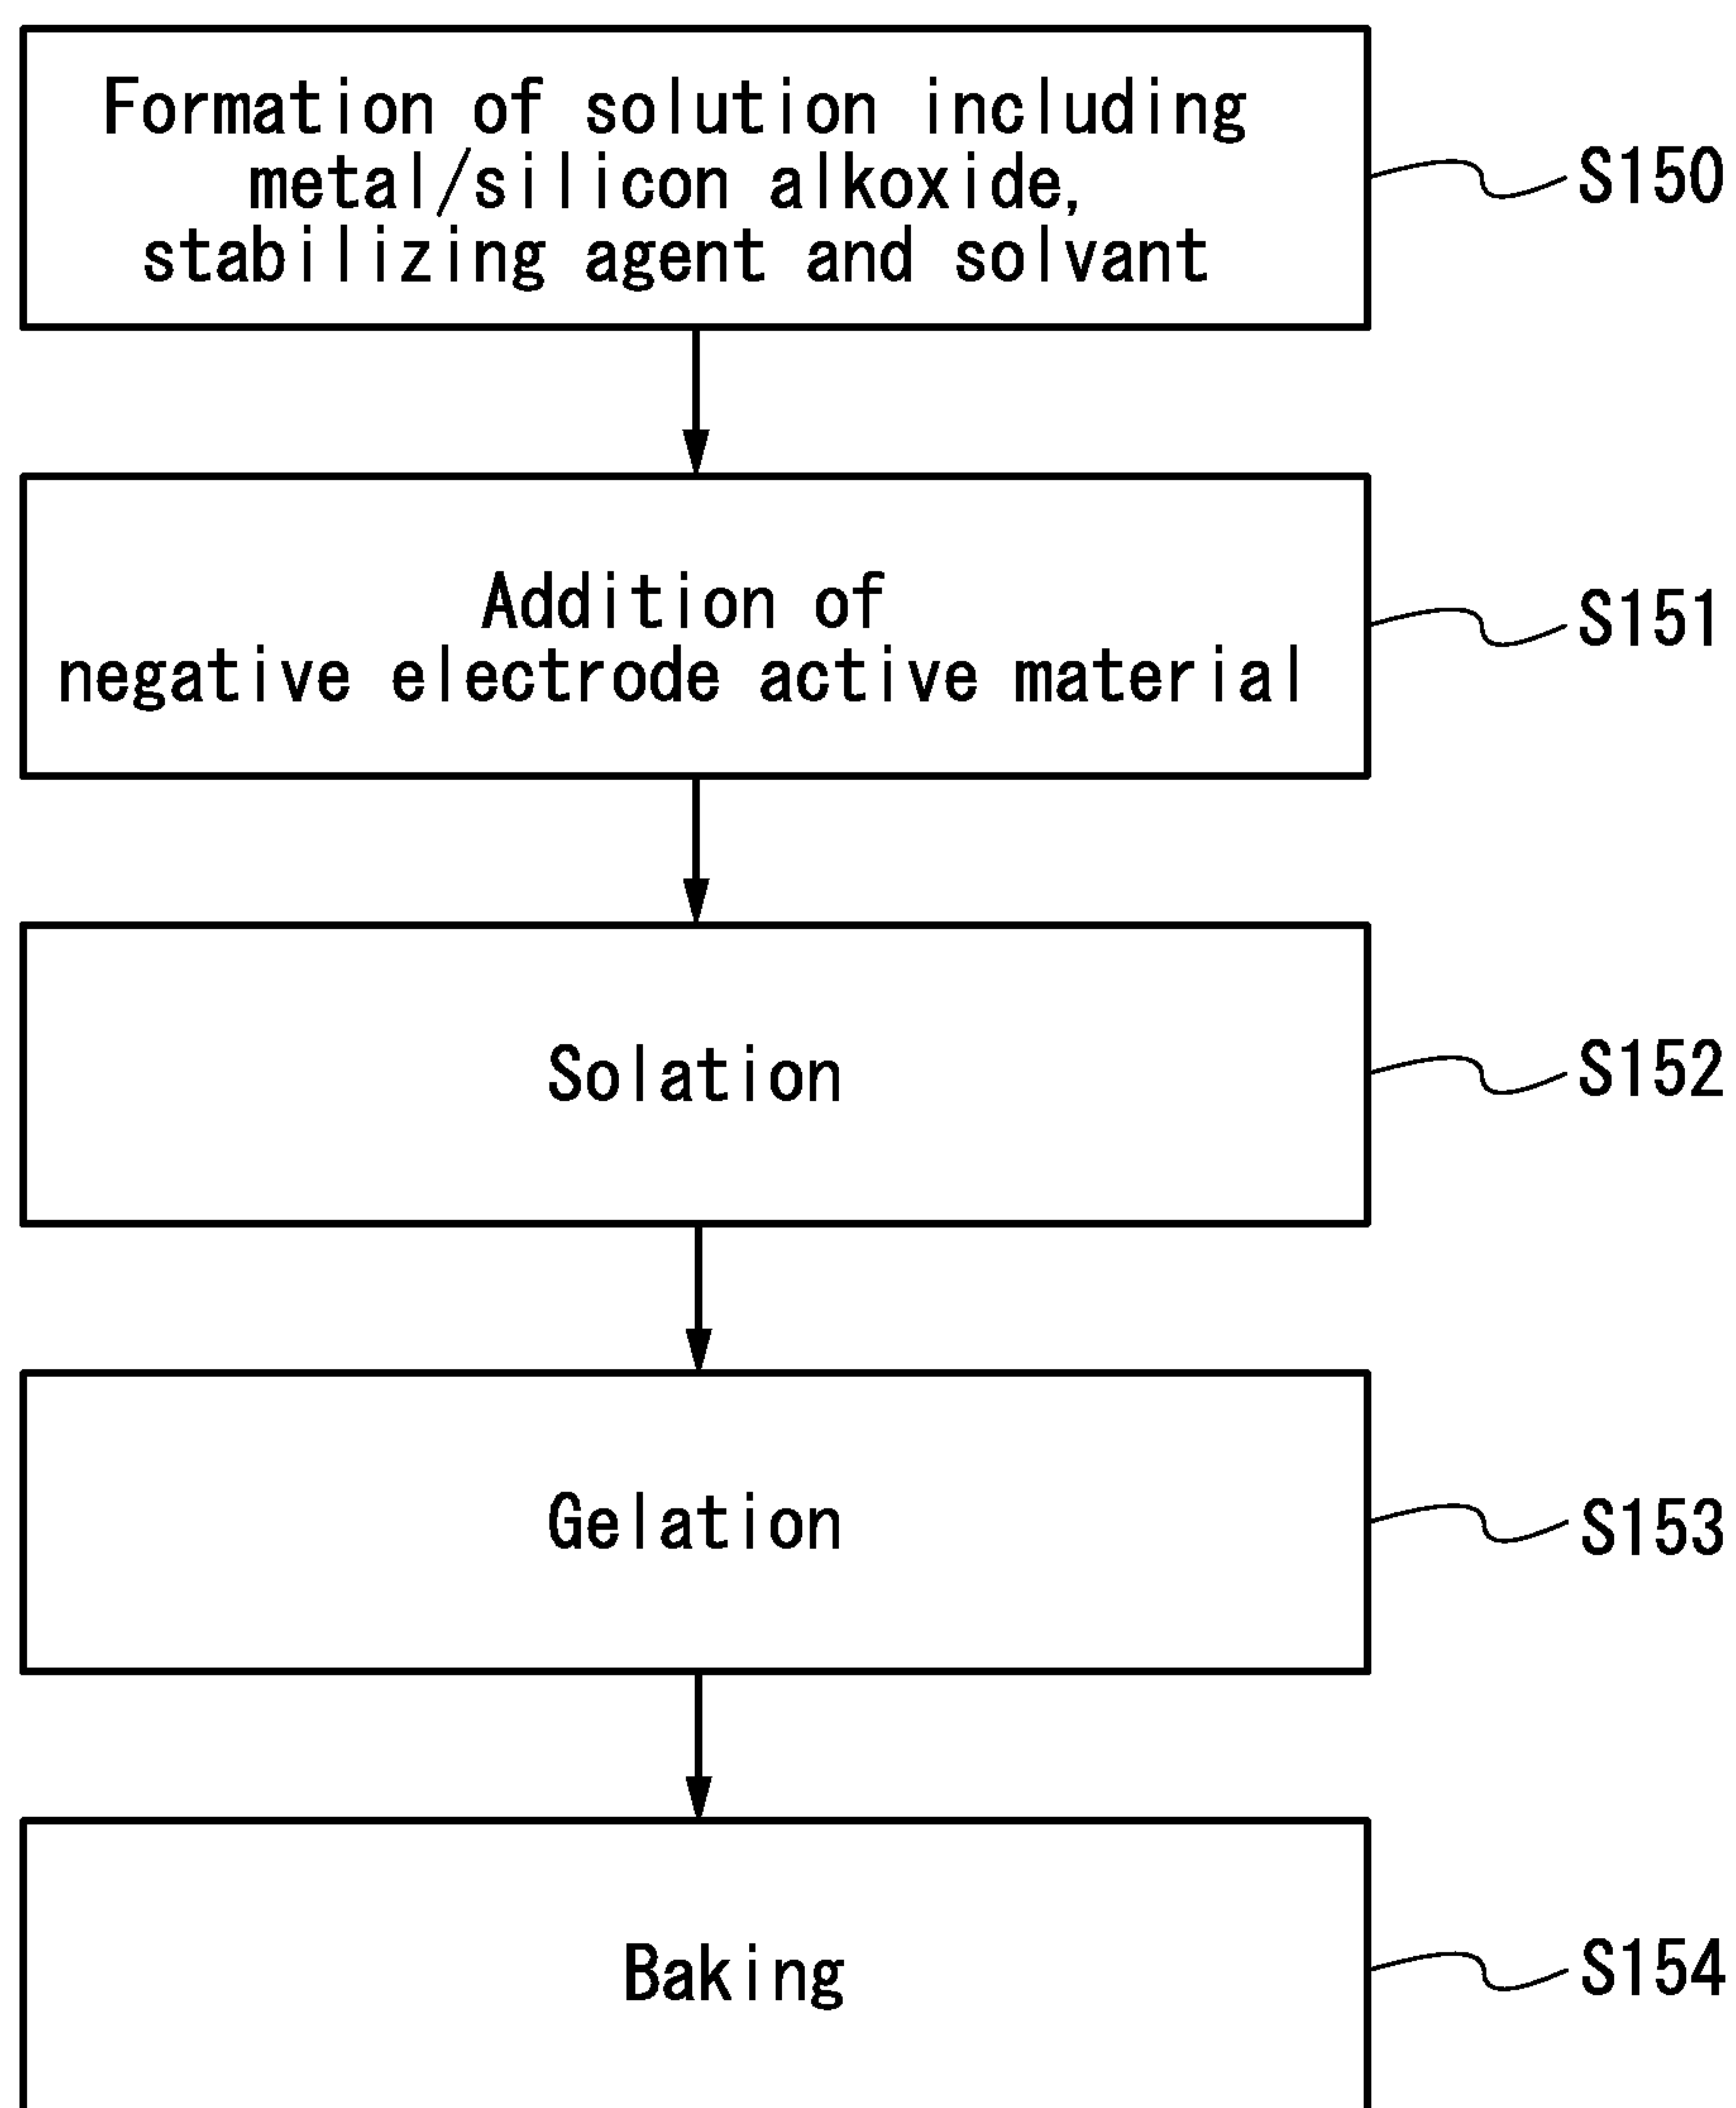 Formation of solution including
metal/silicon alkoxide,
stabilizing agent and solvant
S150
Addition of
negative electrode active material
S151
Solation
S152
Gelation
S153
Baking
S154